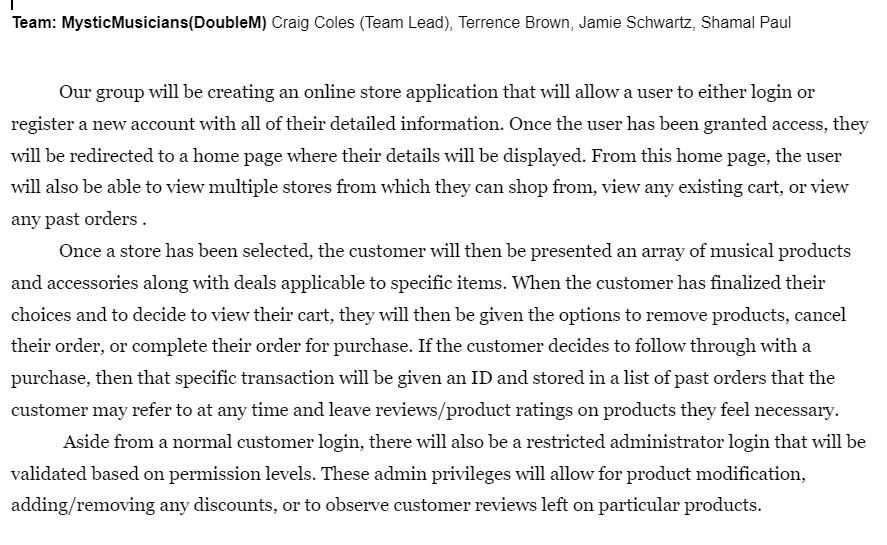 Team: MysticMusicians(DoubleM) Craig Coles (Team Lead), Terrence Brown, Jamie Schwartz, Shamal Paul
Our group will be creating an online store application that will allow a user to either login or
register a new account with all of their detailed information. Once the user has been granted access, they
will be redirected to a home page where their details will be displayed. From this home page, the user
will also be able to view multiple stores from which they can shop from, view any existing cart, or view
any past orders .
Once a store has been selected, the customer will then be presented an array of musical products
and accessories along with deals applicable to specific items. When the customer has finalized their
choices and to decide to view their cart, they will then be given the options to remove products, cancel
their order, or complete their order for purchase. If the customer decides to follow through with a
purchase, then that specific transaction will be given an ID and stored in a list of past orders that the
customer may refer to at any time and leave reviews/product ratings on products they feel necessary.
Aside from a normal customer login, there will also be a restricted administrator login that will be
validated based on permission levels. These admin privileges will allow for product modification,
adding/removing any discounts, or to observe customer reviews left on particular products.